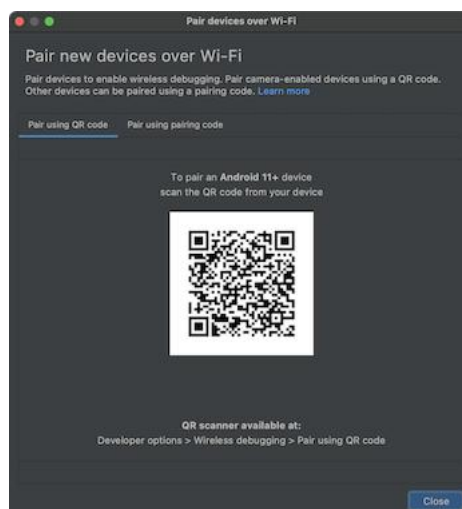 Pair devices over Wi-Fi
Pair new devices over Wi-Fi
Pair devices to enable wireless debugging. Pair camera-enabled devices using a QR code.
Other devices can be paired using a pairing code. Learn more
Pair using QR code Pair using pairing code
To pair an Android 11+ device
scan the QR code from your device
QR scanner available at:
Developer options > Wireless debugging > Pair using QR code
Close